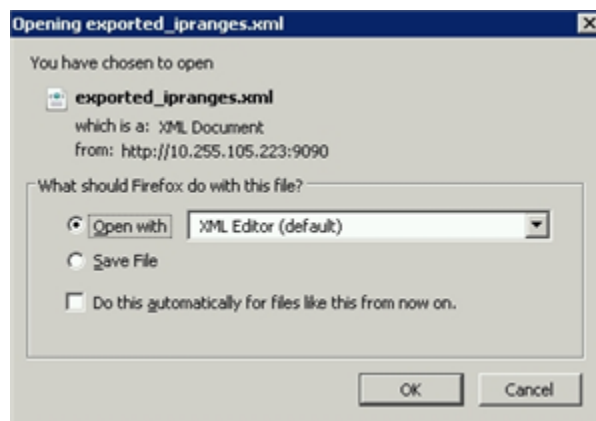 Opening exported_ipranges.xml
You have chosen to open
exported_ipranges.xml
which is a: XML Document
from: http://10.255.105.223:9090
What should Firefox do with this file?
Open with
XML Editor (default)
Save File
Do this automatically for files like this from now on.
OK
Cancel